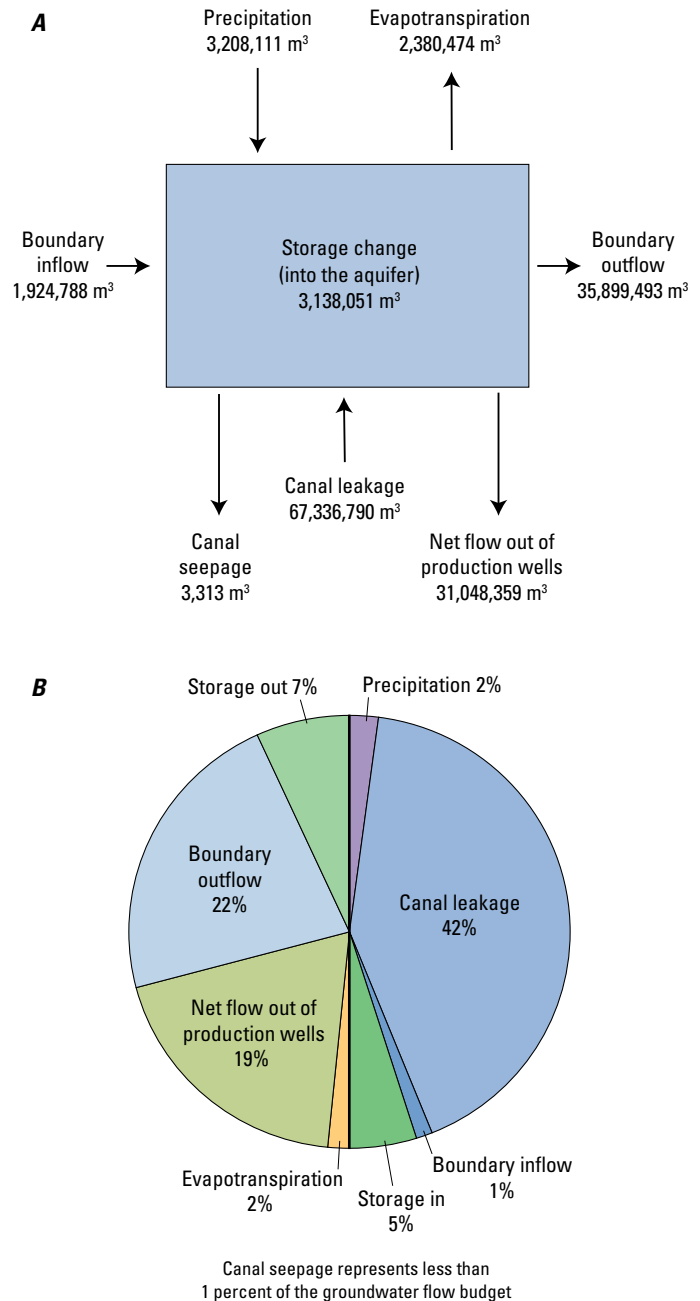 A
Precipitation
3,208,111 m³
Evapotranspiration
2,380,474 m³
Boundary
inflow
1,924,788 m³
Storage change
(into the aquifer)
3,138,051 m³
Boundary
outflow
35,899,493 m³
Canal
seepage
3,313 m³
Canal leakage
67,336,790 m³
Net flow out of
production wells
31,048,359 m³
B
Storage out 7%
Precipitation 2%
Boundary
outflow
22%
Canal leakage
42%
Net flow out of
production wells
19%
Evapotranspiration
2%
Storage in
5%
Boundary inflow
1%
Canal seepage represents less than
1 percent of the groundwater flow budget